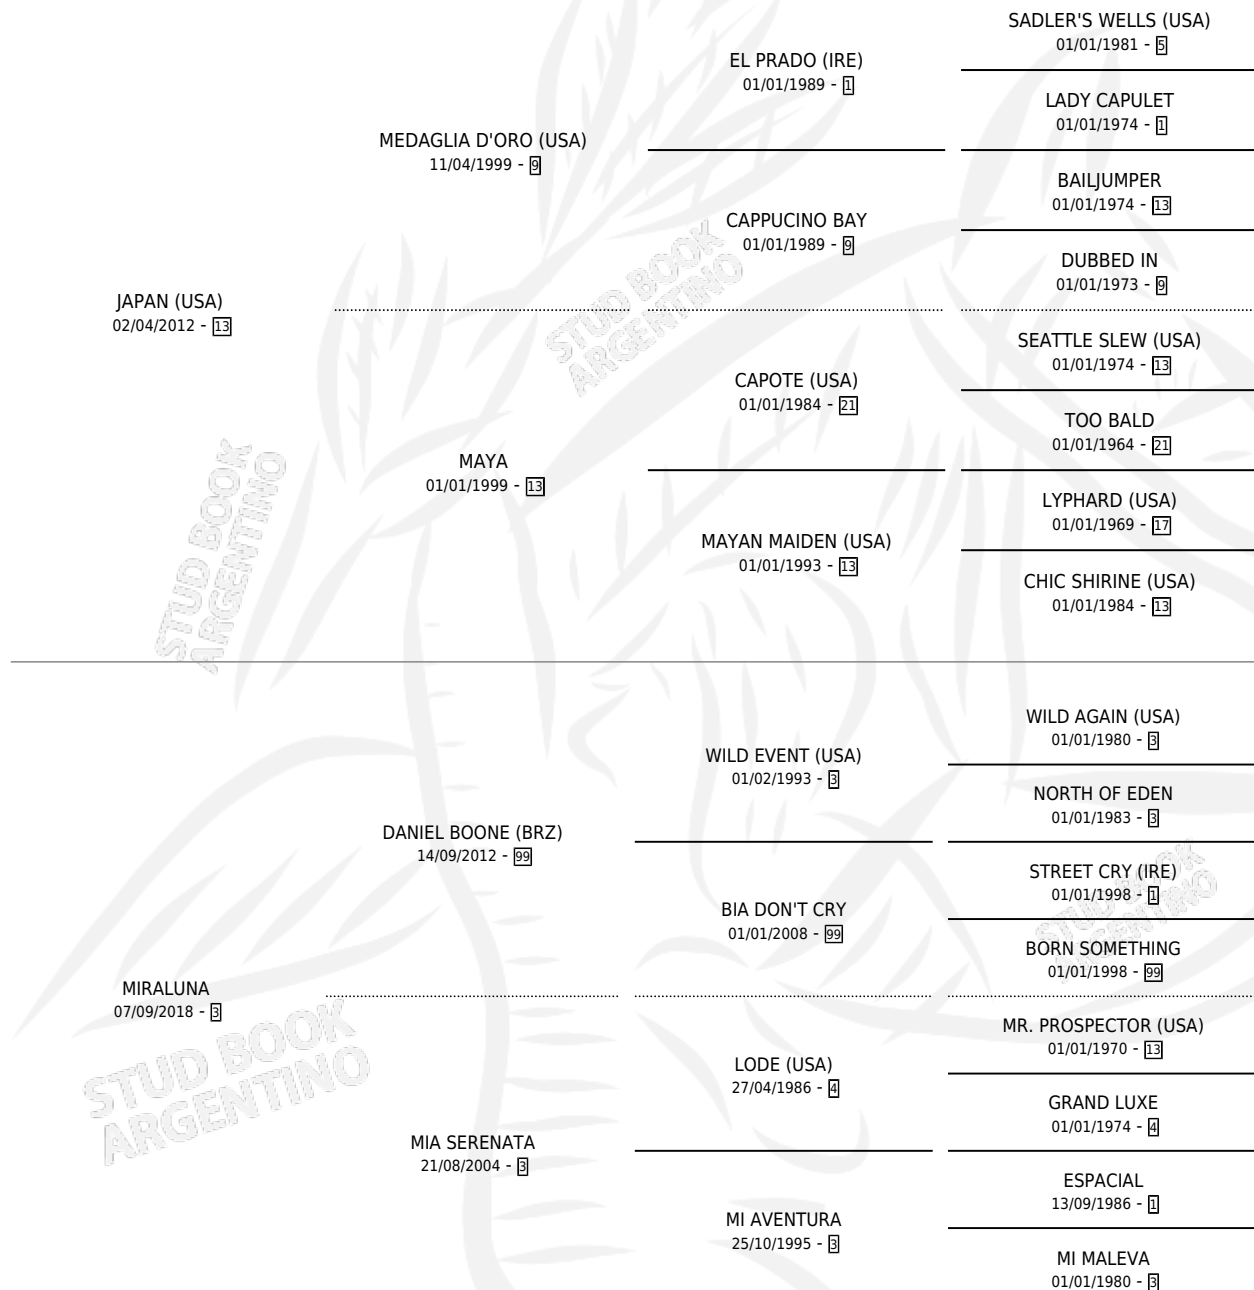 JAPAN (USA)
02/04/2012 - 13
MEDAGLIA D'ORO (USA)
11/04/1999 - 9
EL PRADO (IRE)
01/01/1989 - 1
SADLER'S WELLS (USA)
01/01/1981 - 5
LADY CAPULET
01/01/1974 - 1
CAPPUCINO BAY
01/01/1989 - 9
BAILJUMPER
01/01/1974 - 13
DUBBED IN
01/01/1973 - 9
MAYA
01/01/1999 - 13
CAPOTE (USA)
01/01/1984 - 21
SEATTLE SLEW (USA)
01/01/1974 - 13
TOO BALD
01/01/1964 - 21
MAYAN MAIDEN (USA)
01/01/1993 - 13
LYPHARD (USA)
01/01/1969 - 17
CHIC SHIRINE (USA)
01/01/1984 - 13
MIRALUNA
07/09/2018 - 3
DANIEL BOONE (BRZ)
14/09/2012 - 99
WILD EVENT (USA)
01/02/1993 - 3
WILD AGAIN (USA)
01/01/1980 - 3
NORTH OF EDEN
01/01/1983 - 3
BIA DON'T CRY
01/01/2008 - 99
STREET CRY (IRE)
01/01/1998 - 1
BORN SOMETHING
01/01/1998 - 99
MIA SERENATA
21/08/2004 - 3
LODE (USA)
27/04/1986 - 4
MR. PROSPECTOR (USA)
01/01/1970 - 13
GRAND LUXE
01/01/1974 - 4
MI AVENTURA
25/10/1995 - 3
ESPACIAL
13/09/1986 - 1
MI MALEVA
01/01/1980 - 3
STUD BOOK
ARGENTINO
STUD BOOK
ARGENTINO
STUD BOOK
ARGENTINO
STUD BOOK
ARGENTINO